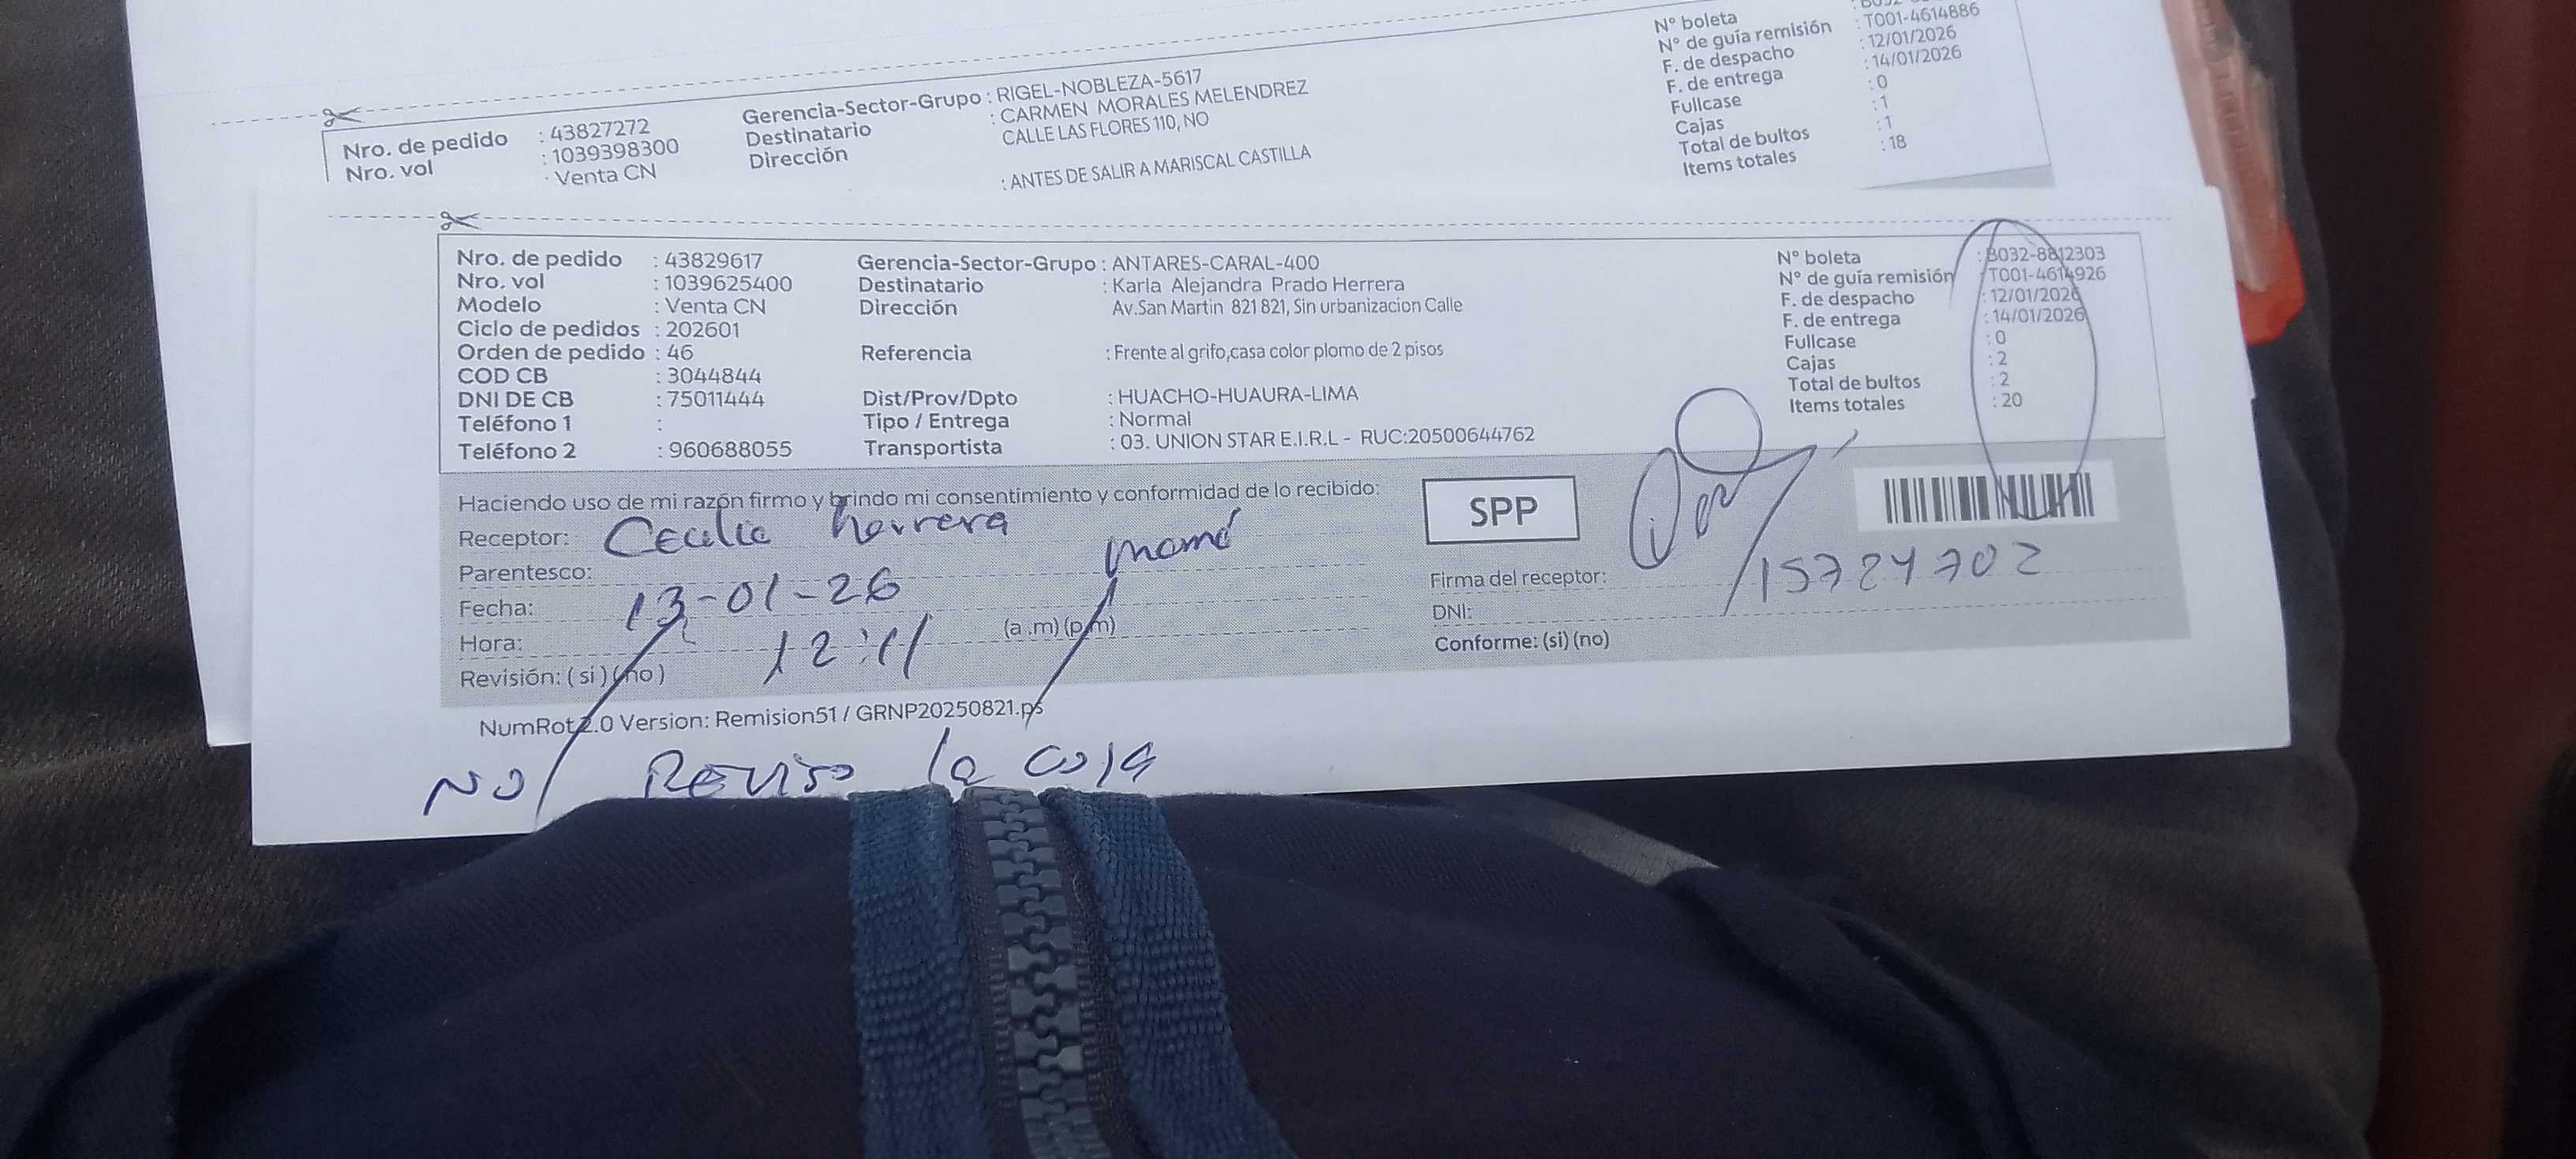 Nro. de pedido : 43827272
Nro. vol : 1039398300
· Venta CN
Gerencia-Sector-Grupo : RIGEL-NOBLEZA-5617
Destinatario : CARMEN MORALES MELENDREZ
Dirección CALLE LAS FLORES 110, NO
: ANTES DE SALIR A MARISCAL CASTILLA
N° boleta
N° de guía remisión : T001-4614886
F. de despacho : 12/01/2026
F. de entrega : 14/01/2026
Fullcase : 0
Cajas : 1
Total de bultos : 1
Items totales : 18
Nro. de pedido : 43829617
Nro. vol : 1039625400
Modelo : Venta CN
Ciclo de pedidos : 202601
Orden de pedido : 46
COD CB : 3044844
DNI DE CB : 75011444
Teléfono 1 :
Teléfono 2 : 960688055
Gerencia-Sector-Grupo : ANTARES-CARAL-400
Destinatario : Karla Alejandra Prado Herrera
Dirección Av.San Martin 821 821, Sin urbanizacion Calle
Referencia : Frente al grifo,casa color plomo de 2 pisos
Dist/Prov/Dpto : HUACHO-HUAURA-LIMA
Tipo / Entrega : Normal
Transportista : 03. UNION STAR E.I.R.L - RUC:20500644762
N° boleta : B032-8812303
N° de guía remisión : T001-4614926
F. de despacho : 12/01/2026
F. de entrega : 14/01/2026
Fullcase : 0
Cajas : 2
Total de bultos : 2
Items totales : 20
Haciendo uso de mi razón firmo y brindo mi consentimiento y conformidad de lo recibido:
Receptor: Cecilia herrera
Parentesco: mamá
Fecha: 13-01-26
Hora: 12:11 (a .m) (p.m)
Revisión: ( si ) ( no )
SPP
Firma del receptor:
DNI: 15724702
Conforme: (si) (no)
NumRot 2.0 Version: Remision51 / GRNP20250821.ps
NO Reviso la caja